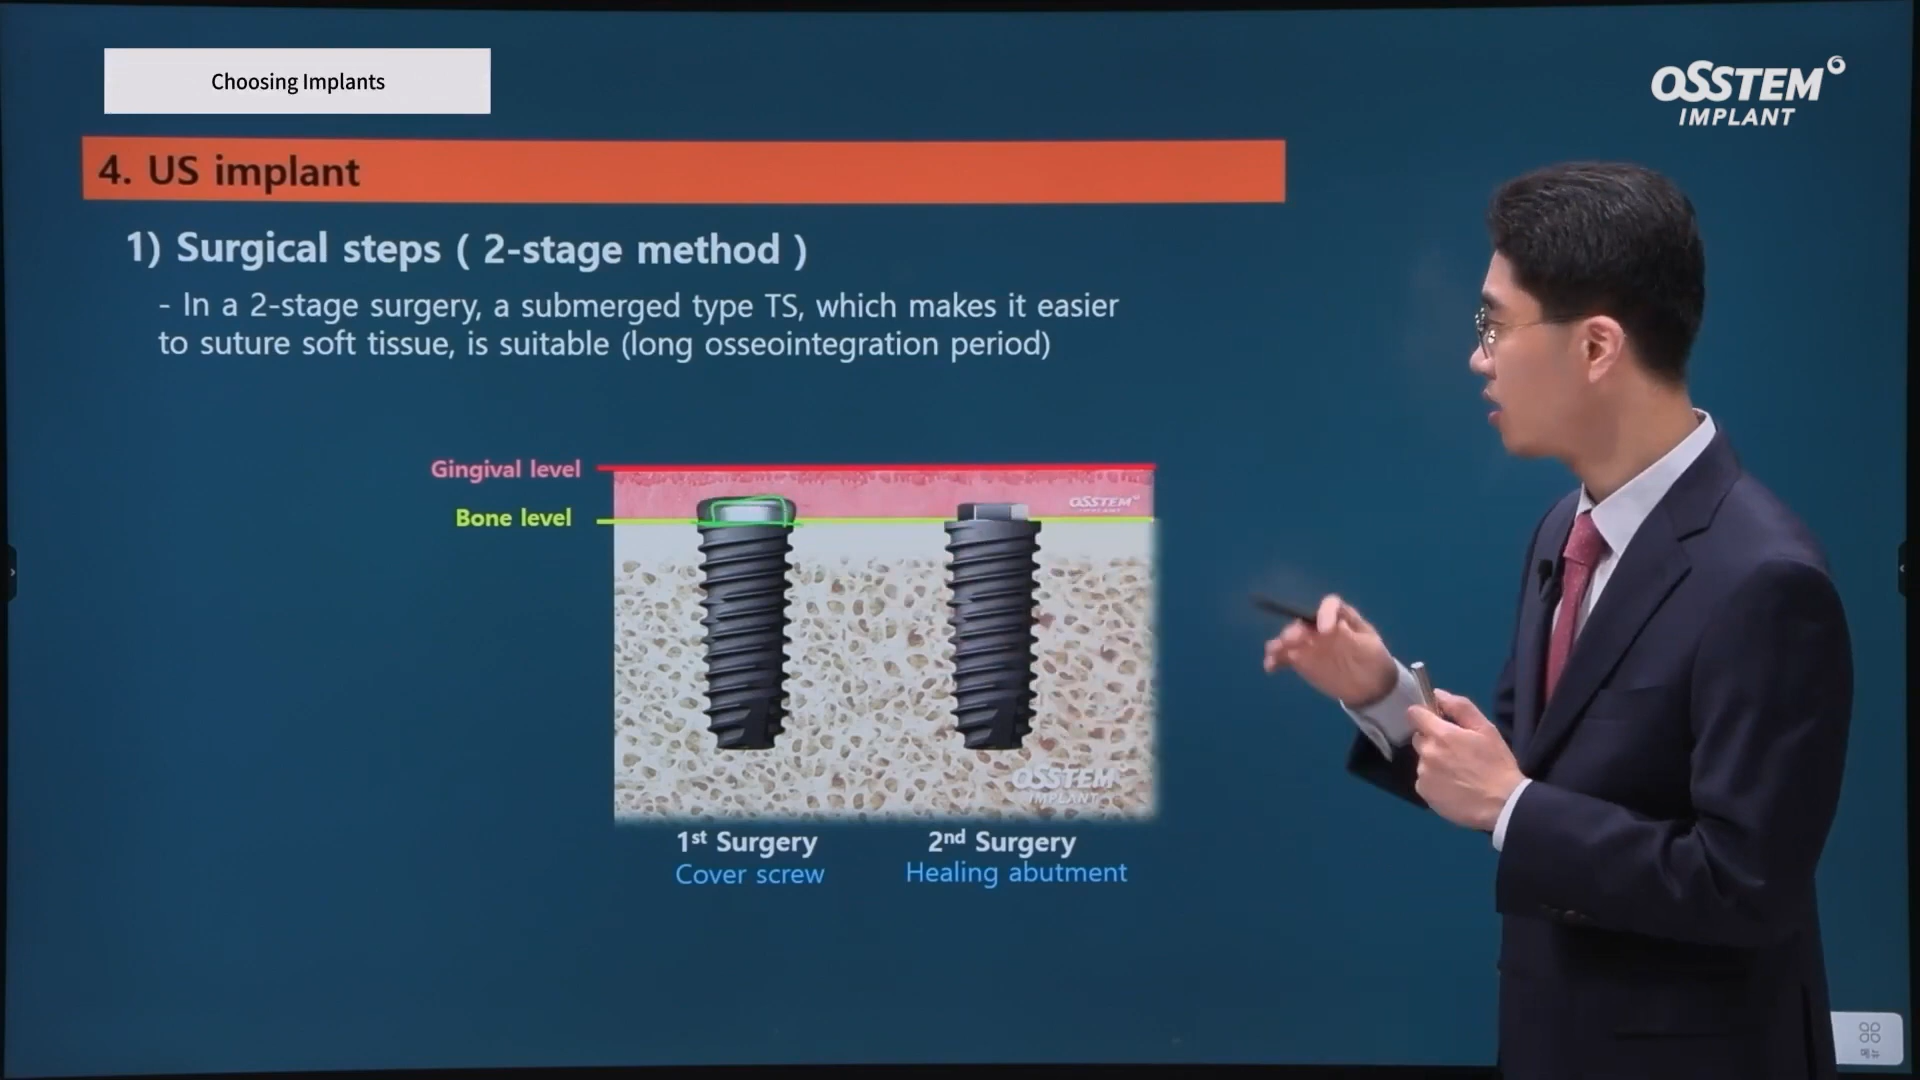 Choosing Implants
OSSTEM
IMPLANT
4. US implant
1) Surgical steps ( 2-stage method )
- In a 2-stage surgery, a submerged type TS, which makes it easier
to suture soft tissue, is suitable (long osseointegration period)
Gingival level
Bone level
OSSTEM
IMPLANT
OSSTEM
IMPLANT
1st Surgery
Cover screw
2nd Surgery
Healing abutment